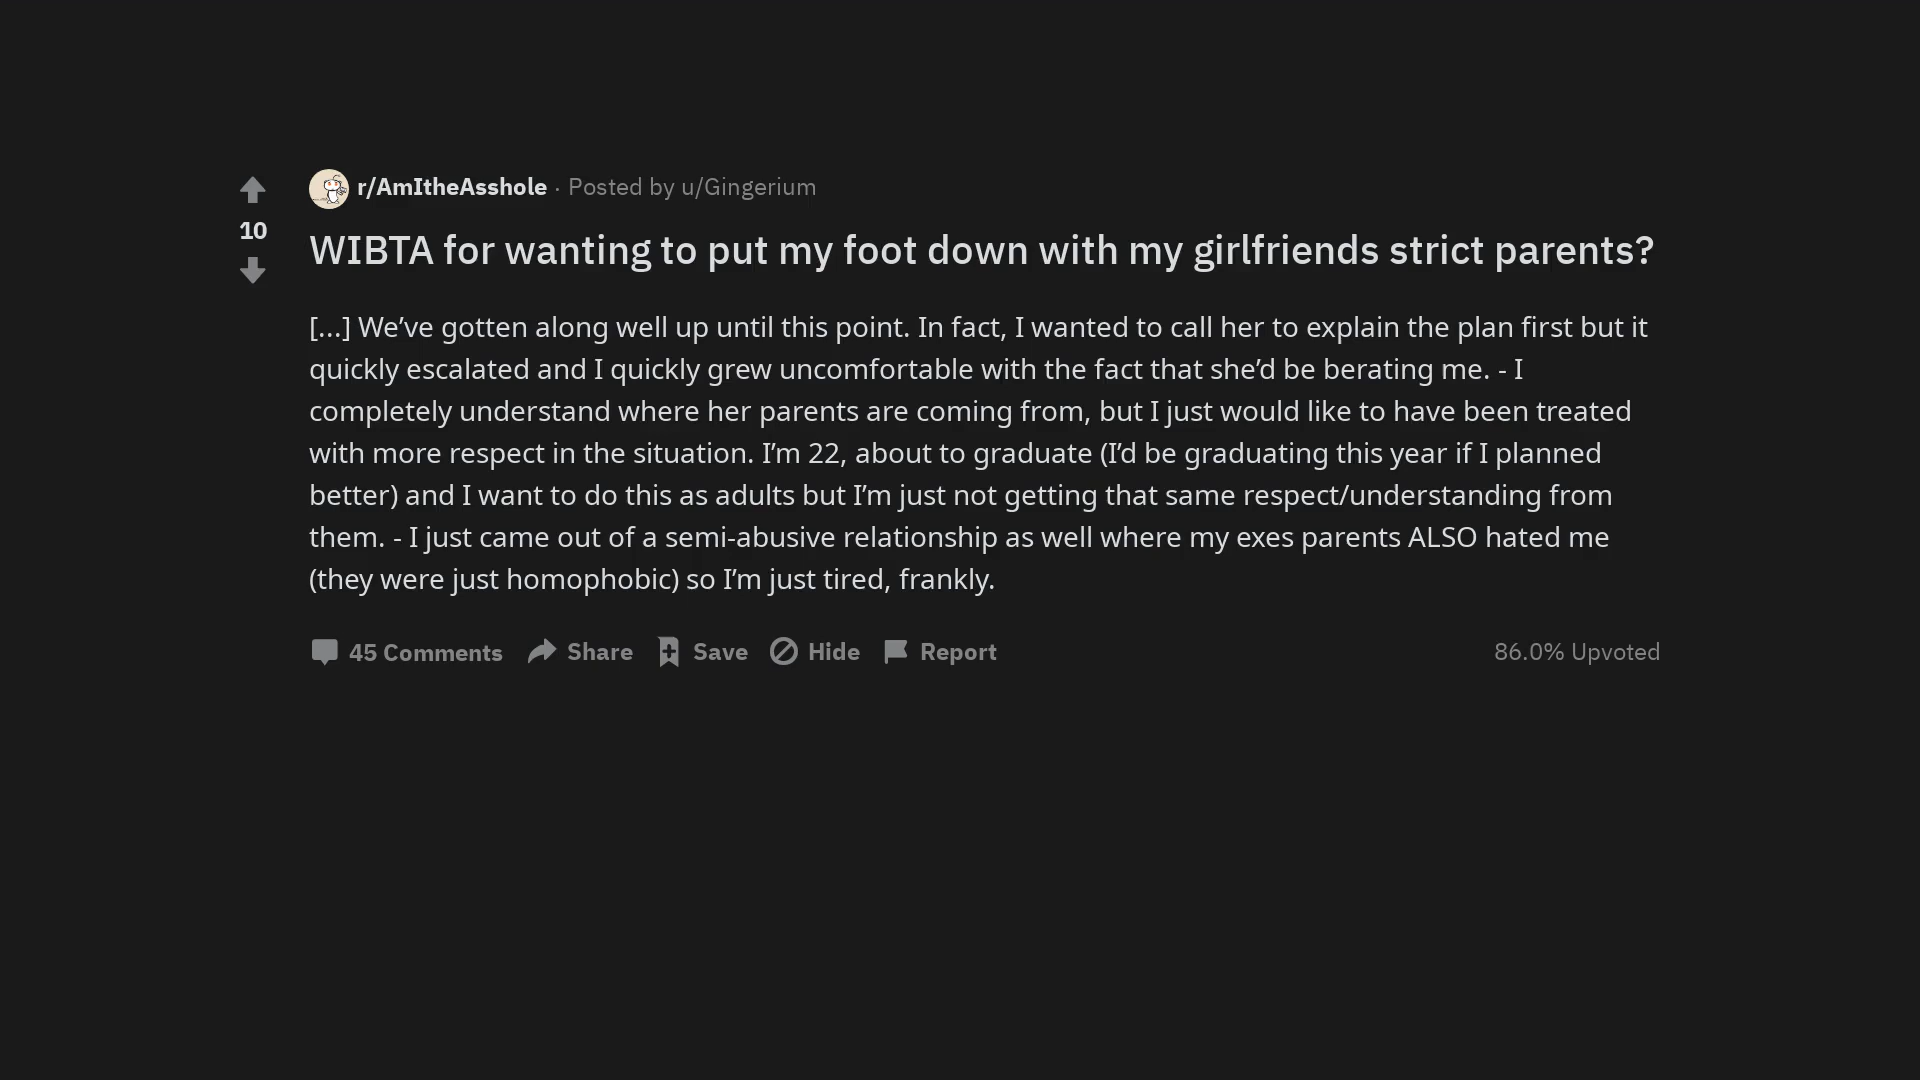 r/AmItheAsshole · Posted by u/Gingerium
10
WIBTA for wanting to put my foot down with my girlfriends strict parents?
[...] We’ve gotten along well up until this point. In fact, I wanted to call her to explain the plan first but it
quickly escalated and I quickly grew uncomfortable with the fact that she’d be berating me. - I
completely understand where her parents are coming from, but I just would like to have been treated
with more respect in the situation. I’m 22, about to graduate (I’d be graduating this year if I planned
better) and I want to do this as adults but I’m just not getting that same respect/understanding from
them. - I just came out of a semi-abusive relationship as well where my exes parents ALSO hated me
(they were just homophobic) so I’m just tired, frankly.
45 Comments Share Save Hide Report 86.0% Upvoted